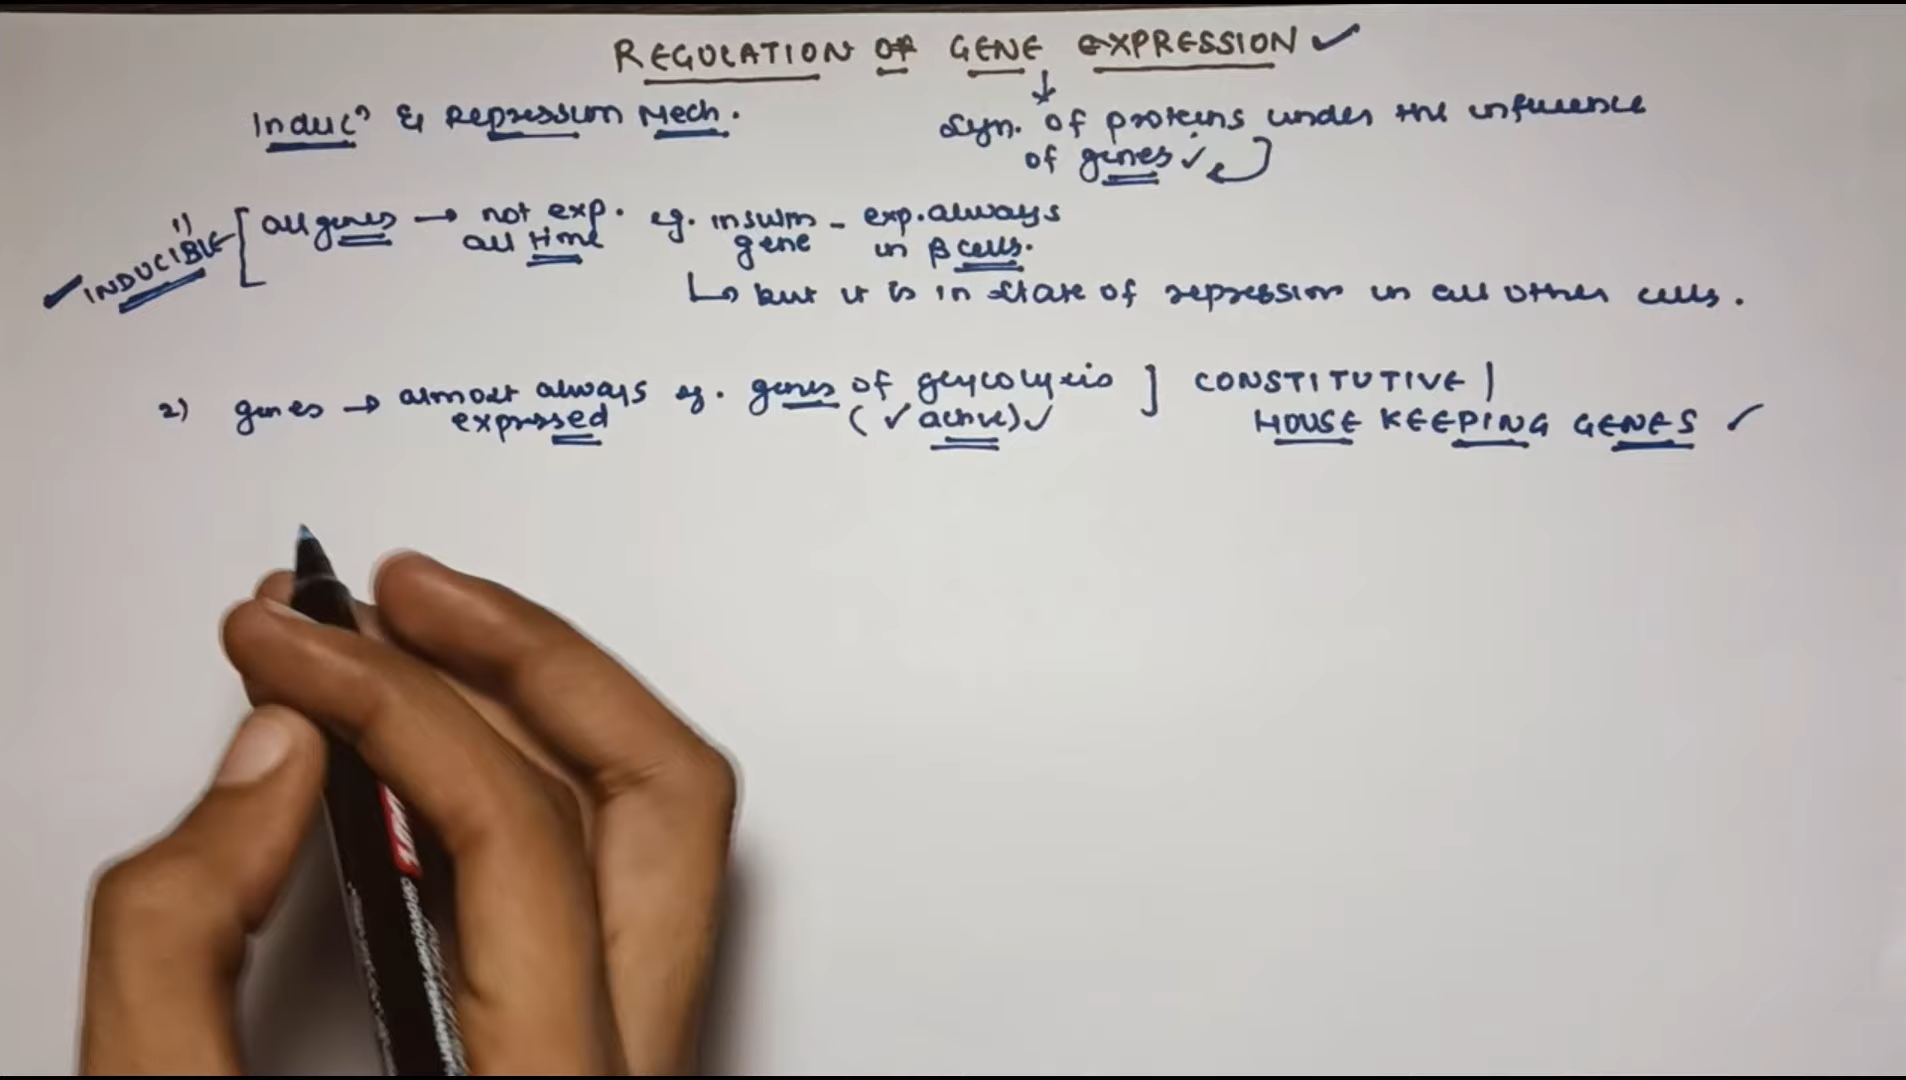 REGULATION OF GENE EXPRESSION ✓
Inducⁿ & Repression Mech.
↓
Syn. of proteins under the influence
of genes ✓
1)
✓ INDUCIBLE
all genes → not exp. all time eg. insulin gene - exp. always in β cells.
↳ but it is in state of repression in all other cells.
2) genes → almost always expressed eg. genes of glycolysis (✓ active) ✓ ] CONSTITUTIVE |
HOUSE KEEPING GENES ✓